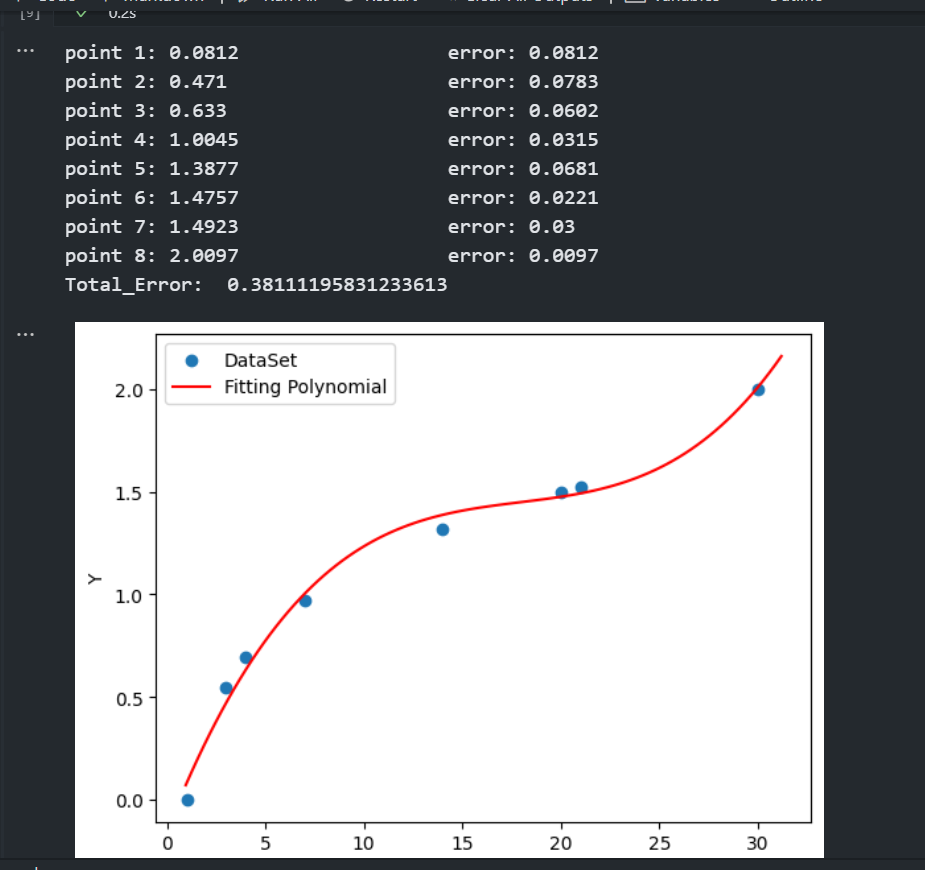 [9] ✓ 0.2s
... point 1: 0.0812 error: 0.0812
point 2: 0.471 error: 0.0783
point 3: 0.633 error: 0.0602
point 4: 1.0045 error: 0.0315
point 5: 1.3877 error: 0.0681
point 6: 1.4757 error: 0.0221
point 7: 1.4923 error: 0.03
point 8: 2.0097 error: 0.0097
Total_Error: 0.38111195831233613
...
DataSet
Fitting Polynomial
2.0
1.5
1.0
0.5
0.0
Y
0 5 10 15 20 25 30